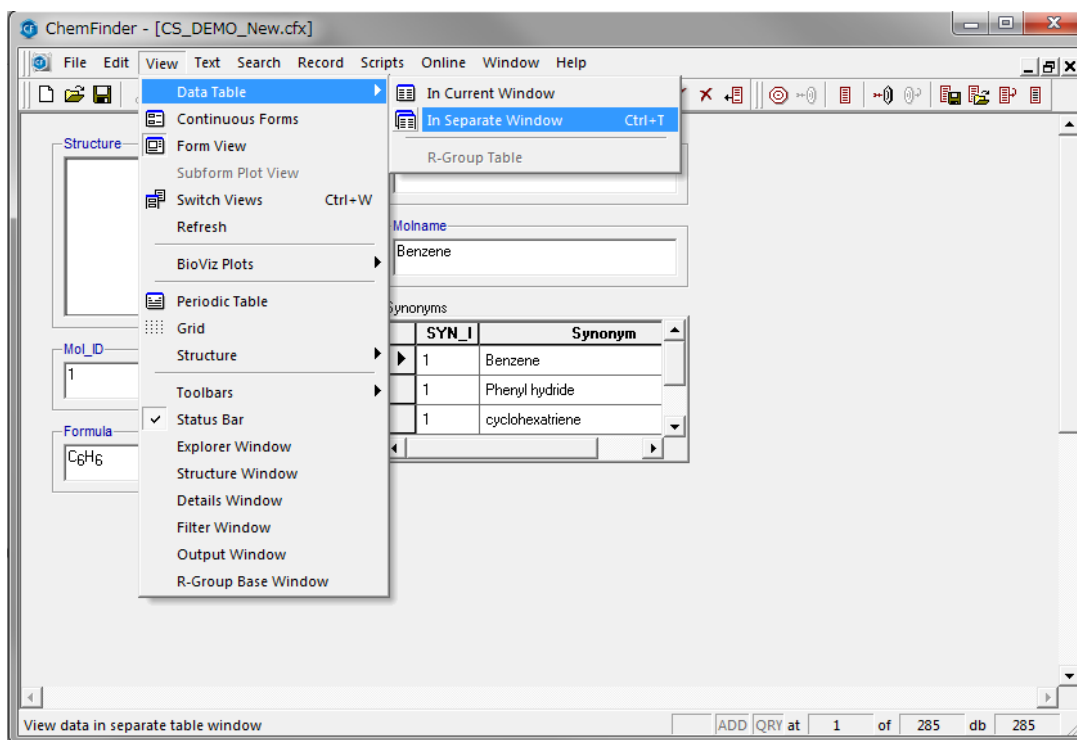 ChemFinder - [CS_DEMO_New.cfx]
File Edit View Text Search Record Scripts Online Window Help
Data Table
Continuous Forms
Form View
Subform Plot View
Switch Views Ctrl+W
Refresh
BioViz Plots
Periodic Table
Grid
Structure
Toolbars
Status Bar
Explorer Window
Structure Window
Details Window
Filter Window
Output Window
R-Group Base Window
In Current Window
In Separate Window Ctrl+T
R-Group Table
Structure
Mol_ID
1
Formula
C6H6
Molname
Benzene
Synonyms
SYN_I Synonym
1 Benzene
1 Phenyl hydride
1 cyclohexatriene
View data in separate table window ADD QRY at 1 of 285 db 285